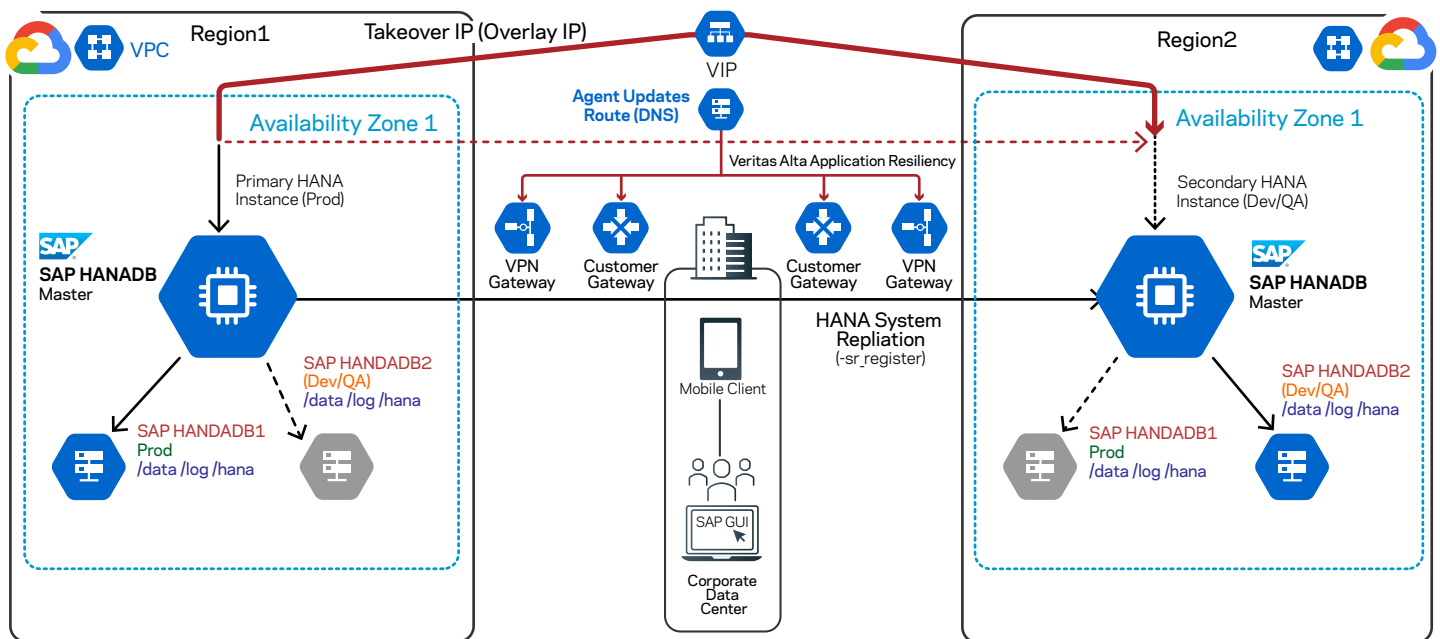 VPC
Region1
Takeover IP (Overlay IP)
VIP
Region2
Agent Updates
Route (DNS)
Availability Zone 1
Availability Zone 1
Veritas Alta Application Resiliency
Primary HANA
Instance (Prod)
Secondary HANA
Instance (Dev/QA)
VPN
Gateway
Customer
Gateway
Customer
Gateway
VPN
Gateway
SAP
SAP HANADB
Master
SAP
SAP HANADB
Master
HANA System
Repliation
(-sr_register)
SAP HANDADB2
(Dev/QA)
/data /log /hana
SAP HANDADB1
Prod
/data /log /hana
Mobile Client
SAP GUI
Corporate
Data
Center
SAP HANDADB2
(Dev/QA)
/data /log /hana
SAP HANDADB1
Prod
/data /log /hana